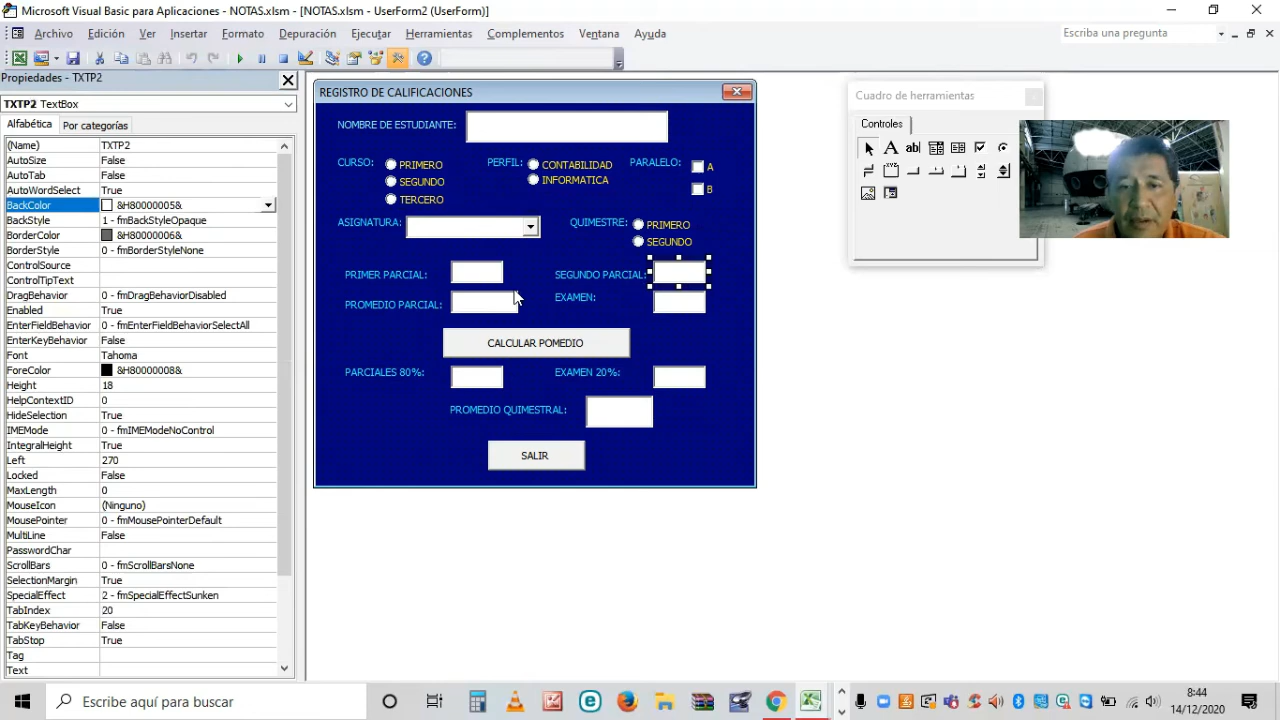 Microsoft Visual Basic para Aplicaciones - NOTAS.xlsm - [NOTAS.xlsm - UserForm2 (UserForm)]
Archivo Edición Ver Insertar Formato Depuración Ejecutar Herramientas Complementos Ventana Ayuda
Escriba una pregunta
Propiedades - TXTP2
TXTP2 TextBox
Alfabética Por categorías
(Name) TXTP2
AutoSize False
AutoTab False
AutoWordSelect True
BackColor &H80000005&
BackStyle 1 - fmBackStyleOpaque
BorderColor &H80000006&
BorderStyle 0 - fmBorderStyleNone
ControlSource
ControlTipText
DragBehavior 0 - fmDragBehaviorDisabled
Enabled True
EnterFieldBehavior 0 - fmEnterFieldBehaviorSelectAll
EnterKeyBehavior False
Font Tahoma
ForeColor &H80000008&
Height 18
HelpContextID 0
HideSelection True
IMEMode 0 - fmIMEModeNoControl
IntegralHeight True
Left 270
Locked False
MaxLength 0
MouseIcon (Ninguno)
MousePointer 0 - fmMousePointerDefault
MultiLine False
PasswordChar
ScrollBars 0 - fmScrollBarsNone
SelectionMargin True
SpecialEffect 2 - fmSpecialEffectSunken
TabIndex 20
TabKeyBehavior False
TabStop True
Tag
Text
REGISTRO DE CALIFICACIONES
NOMBRE DE ESTUDIANTE:
CURSO: PRIMERO PERFIL: CONTABILIDAD PARALELO: A
SEGUNDO INFORMATICA B
TERCERO
ASIGNATURA: QUIMESTRE: PRIMERO
SEGUNDO
PRIMER PARCIAL: SEGUNDO PARCIAL:
PROMEDIO PARCIAL: EXAMEN:
CALCULAR POMEDIO
PARCIALES 80%: EXAMEN 20%:
PROMEDIO QUIMESTRAL:
SALIR
Cuadro de herramientas
Controles
A ab|
Escribe aquí para buscar
8:44
14/12/2020